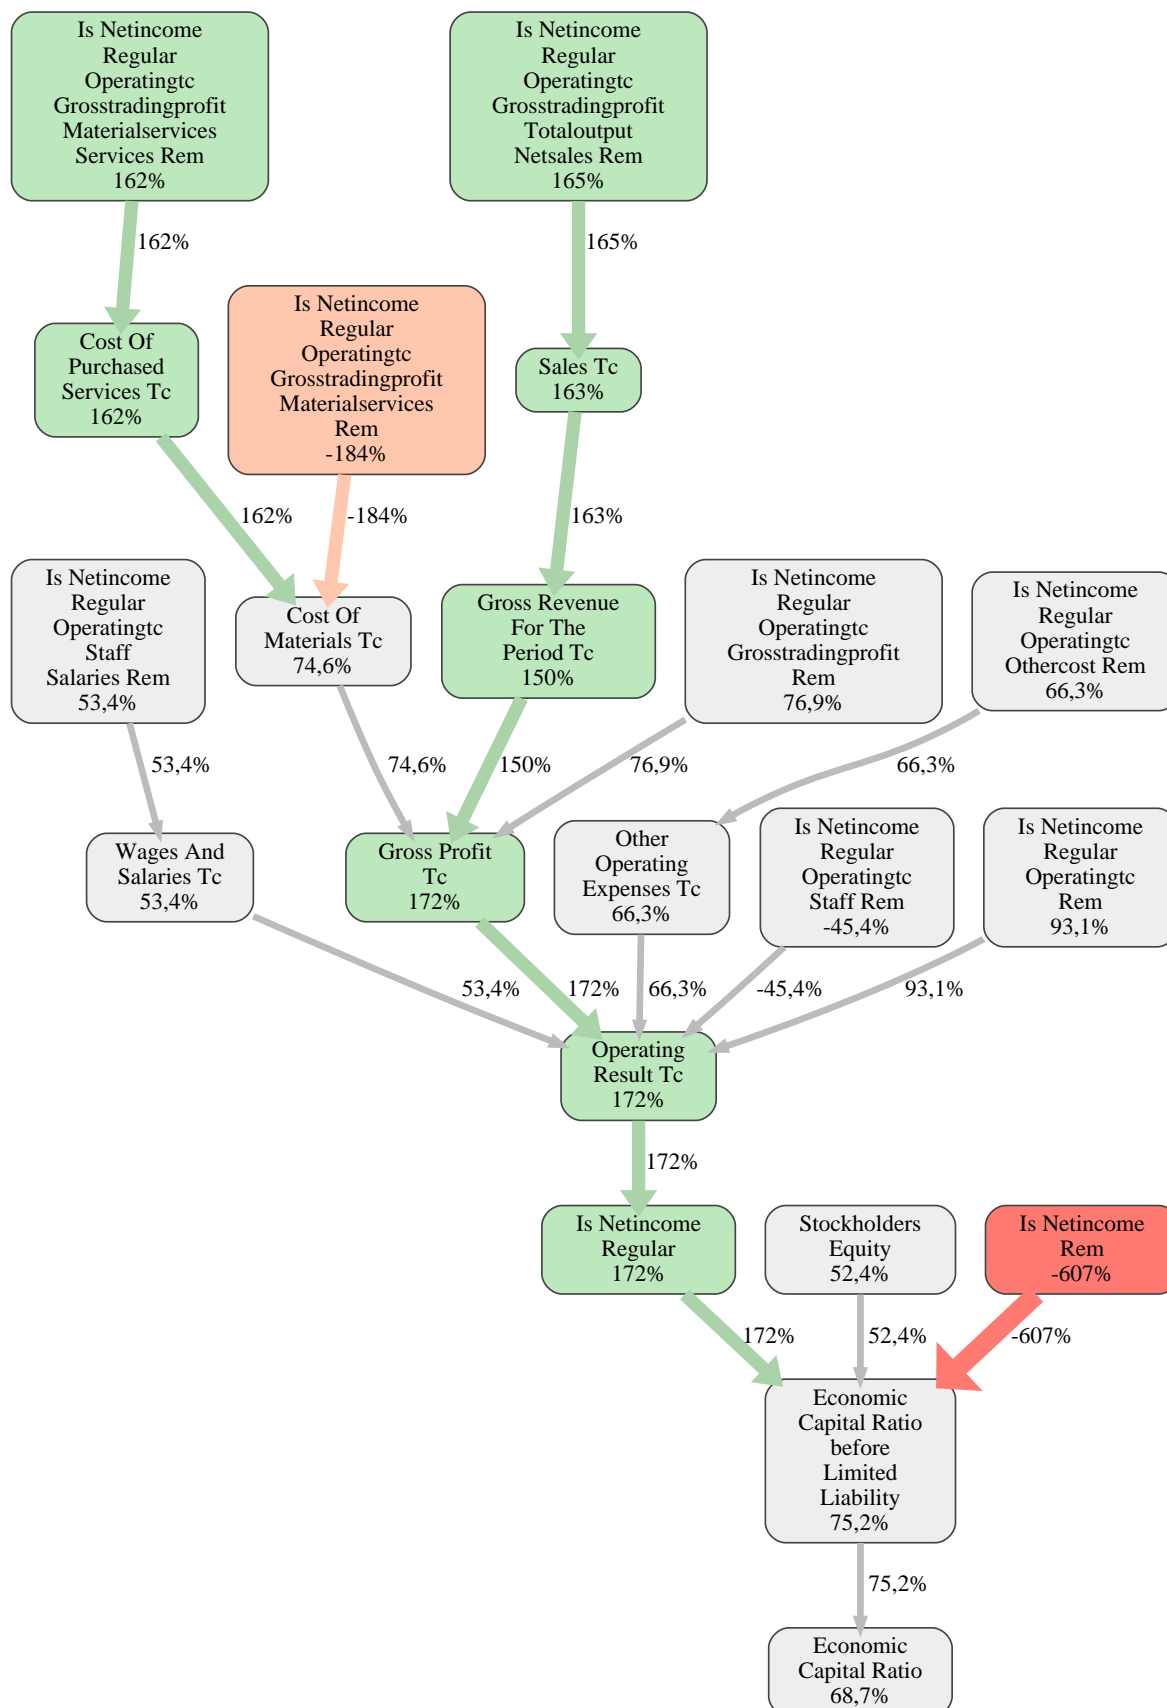 Is Netincome
Regular
Operatingtc
Grosstradingprofit
Materialservices
Services Rem
162%
Is Netincome
Regular
Operatingtc
Grosstradingprofit
Totaloutput
Netsales Rem
165%
162%
165%
Cost Of
Purchased
Services Tc
162%
Is Netincome
Regular
Operatingtc
Grosstradingprofit
Materialservices
Rem
-184%
Sales Tc
163%
162%
-184%
163%
Is Netincome
Regular
Operatingtc
Staff
Salaries Rem
53,4%
Cost Of
Materials Tc
74,6%
Gross Revenue
For The
Period Tc
150%
Is Netincome
Regular
Operatingtc
Grosstradingprofit
Rem
76,9%
Is Netincome
Regular
Operatingtc
Othercost Rem
66,3%
53,4%
74,6%
150%
76,9%
66,3%
Wages And
Salaries Tc
53,4%
Gross Profit
Tc
172%
Other
Operating
Expenses Tc
66,3%
Is Netincome
Regular
Operatingtc
Staff Rem
-45,4%
Is Netincome
Regular
Operatingtc
Rem
93,1%
53,4%
172%
66,3%
-45,4%
93,1%
Operating
Result Tc
172%
172%
Is Netincome
Regular
172%
Stockholders
Equity
52,4%
Is Netincome
Rem
-607%
172%
52,4%
-607%
Economic
Capital Ratio
before
Limited
Liability
75,2%
75,2%
Economic
Capital Ratio
68,7%